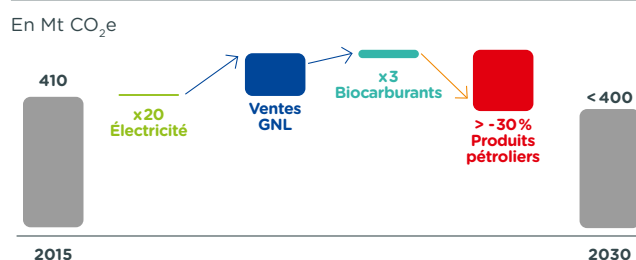 En Mt CO₂e
410
x20
Électricité
Ventes
GNL
x3
Biocarburants
> -30%
Produits
pétroliers
<400
2015
2030